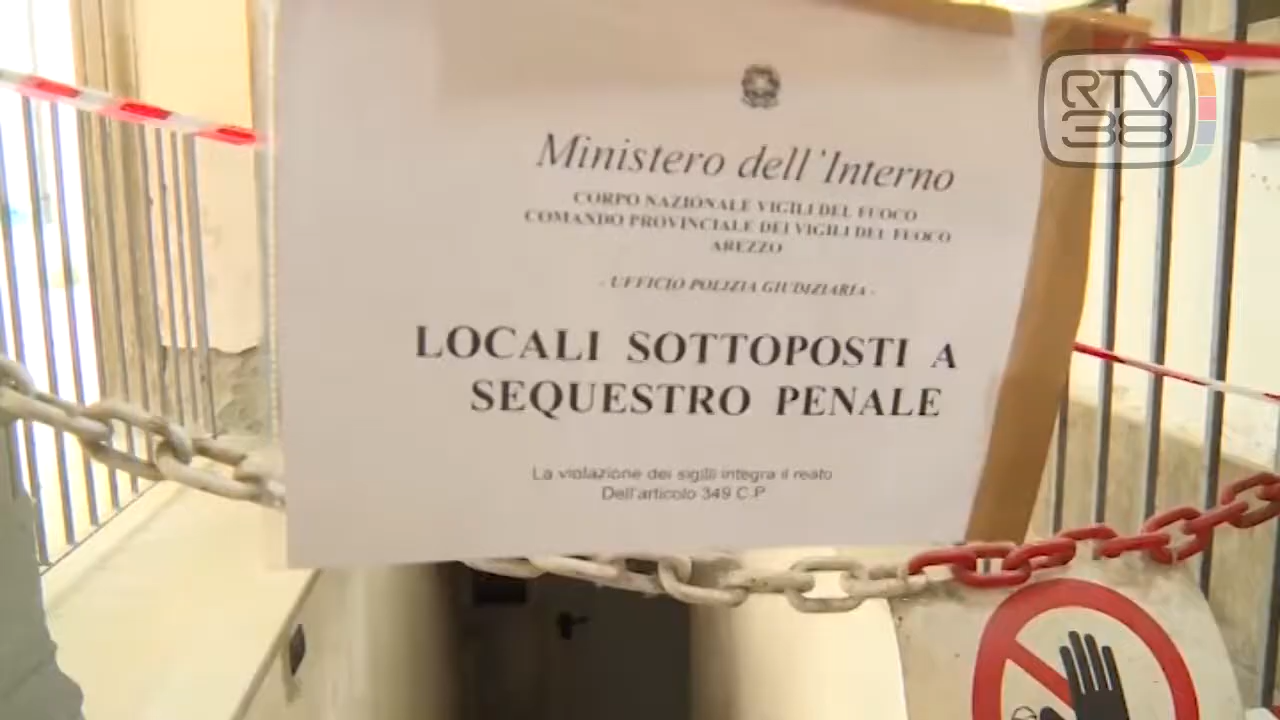 RTV
38
Ministero dell'Interno
CORPO NAZIONALE VIGILI DEL FUOCO
COMANDO PROVINCIALE DEI VIGILI DEL FUOCO
AREZZO
- UFFICIO POLIZIA GIUDIZIARIA -
LOCALI SOTTOPOSTI A
SEQUESTRO PENALE
La violazione dei sigilli integra il reato
Dell'articolo 349 C.P